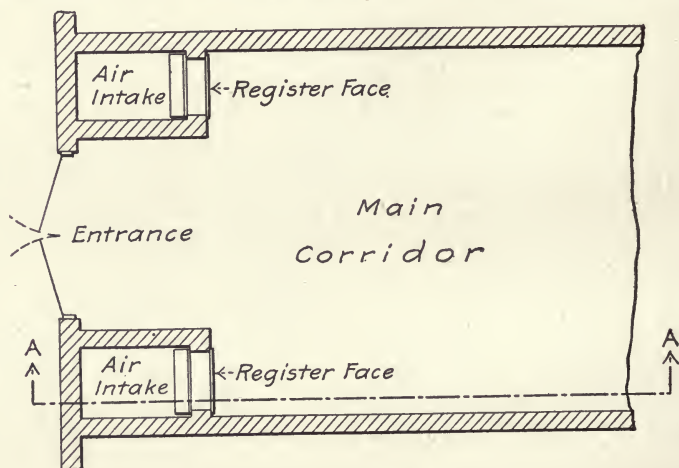 Air
Intake
Register Face
Main
Corridor
Entrance
A
A
Air
Intake
Register Face